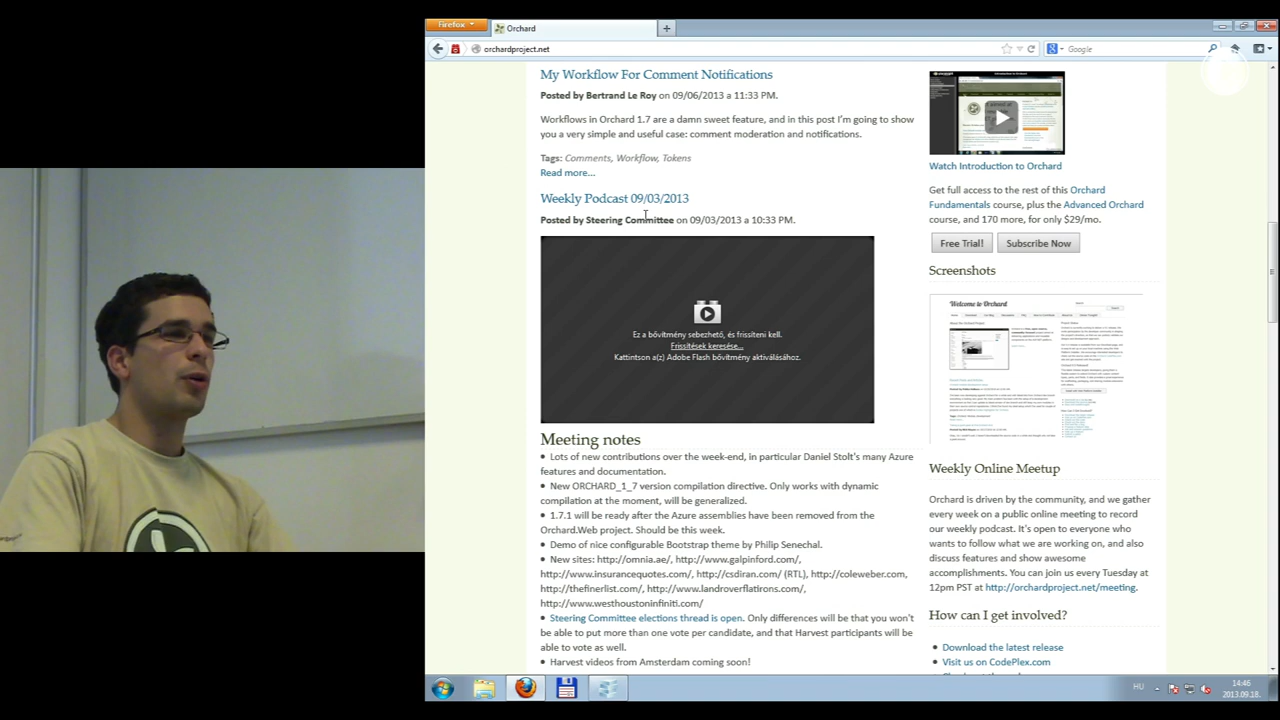 Firefox
Orchard
orchardproject.net
Google
My Workflow For Comment Notifications
Posted by Bertrand Le Roy on 09/06/2013 a 11:33 PM.
Workflows in Orchard 1.7 are a damn sweet feature, and in this post I'm going to show
you a very simple and useful case: comment moderation and notifications.
Tags: Comments, Workflow, Tokens
Read more...
Weekly Podcast 09/03/2013
Posted by Steering Committee on 09/03/2013 a 10:33 PM.
Ez a bővítmény sebezhető, és frissíteni kell.
Frissítések keresése...
Kattintson a(z) Adobe Flash bővítmény aktiválásához.
Meeting notes
• Lots of new contributions over the week-end, in particular Daniel Stolt's many Azure
features and documentation.
• New ORCHARD_1_7 version compilation directive. Only works with dynamic
compilation at the moment, will be generalized.
• 1.7.1 will be ready after the Azure assemblies have been removed from the
Orchard.Web project. Should be this week.
• Demo of nice configurable Bootstrap theme by Philip Senechal.
• New sites: http://omnia.ae/, http://www.galpinford.com/,
http://www.insurancequotes.com/, http://csdiran.com/ (RTL), http://coleweber.com,
http://thefinerlist.com/, http://www.landroverflatirons.com/,
http://www.westhoustoninfiniti.com/
• Steering Committee elections thread is open. Only differences will be that you won't
be able to put more than one vote per candidate, and that Harvest participants will be
able to vote as well.
• Harvest videos from Amsterdam coming soon!
Watch Introduction to Orchard
Get full access to the rest of this Orchard
Fundamentals course, plus the Advanced Orchard
course, and 170 more, for only $29/mo.
Free Trial!
Subscribe Now
Screenshots
Welcome to Orchard
Weekly Online Meetup
Orchard is driven by the community, and we gather
every week on a public online meeting to record
our weekly podcast. It's open to everyone who
wants to follow what we are working on, and also
discuss features and show awesome
accomplishments. You can join us every Tuesday at
12pm PST at http://orchardproject.net/meeting.
How can I get involved?
• Download the latest release
• Visit us on CodePlex.com
HU
14:46
2013.09.18.